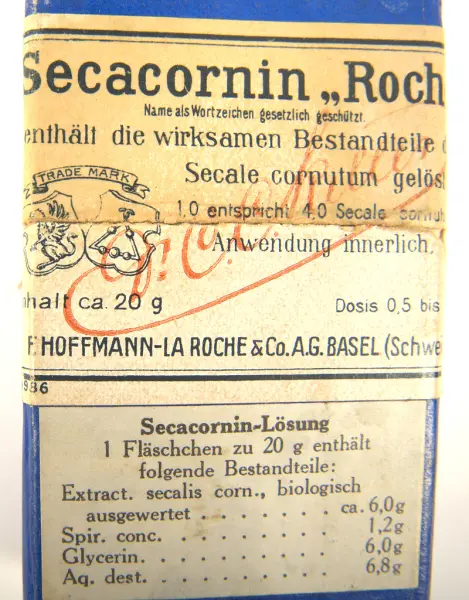 Secacornin „Roch
Name als Wortzeichen gesetzlich geschützt.
enthält die wirksamen Bestandteile
Secale cornutum gelös
TRADE MARK
1.0 entspricht 4.0 Secale cornut
Anwendung innerlich,
nhalt ca. 20 g
Dosis 0,5 bis
F. HOFFMANN-LA ROCHE & Co. A.G. BASEL (Schwe
986
Secacornin-Lösung
1 Fläschchen zu 20 g enthält
folgende Bestandteile:
Extract. secalis corn., biologisch
ausgewertet . . . . . . . ca. 6,0g
Spir. conc. . . . . . . . . 1,2g
Glycerin. . . . . . . . . . 6,0g
Aq. dest. . . . . . . . . . 6,8g